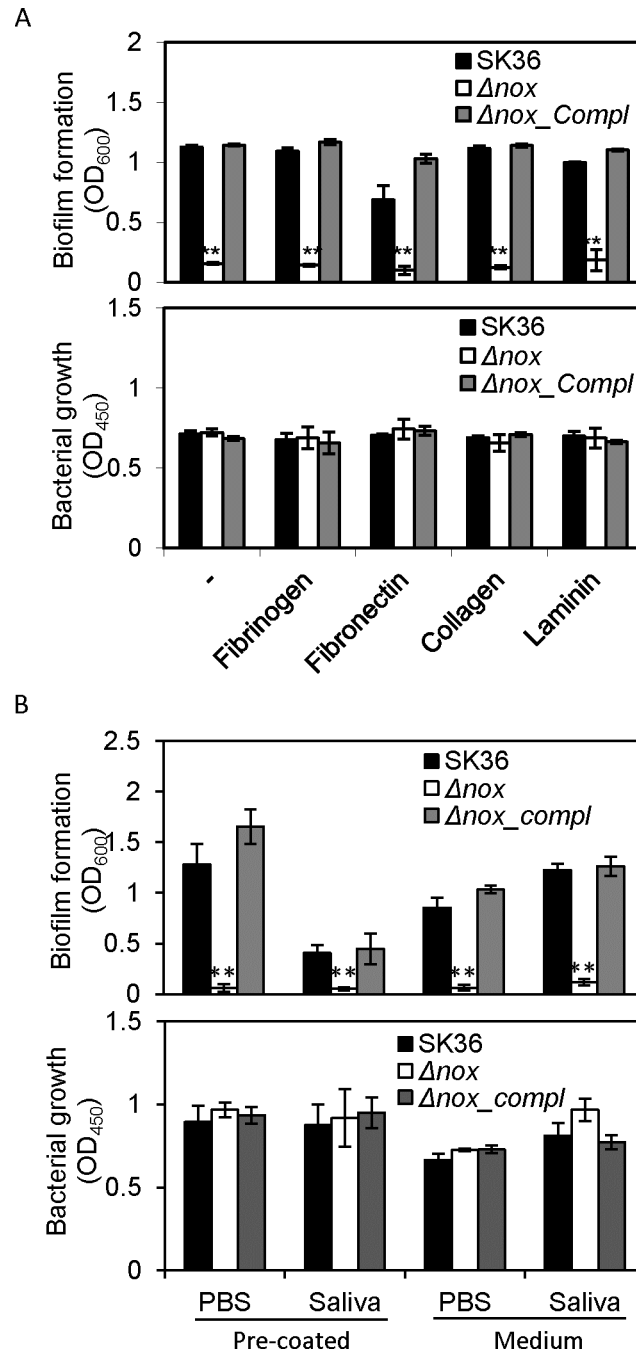 A
Biofilm formation
(OD600)
2
1.5
1
0.5
0
SK36
Δnox
Δnox_Compl
**
**
**
**
**
Bacterial growth
(OD450)
1.5
1
0.5
0
SK36
Δnox
Δnox_Compl
-
Fibrinogen
Fibronectin
Collagen
Laminin
B
Biofilm formation
(OD600)
2.5
2
1.5
1
0.5
0
SK36
Δnox
Δnox_compl
**
**
**
**
Bacterial growth
(OD450)
1.5
1
0.5
0
SK36
Δnox
Δnox_compl
PBS Saliva PBS Saliva
Pre-coated Medium